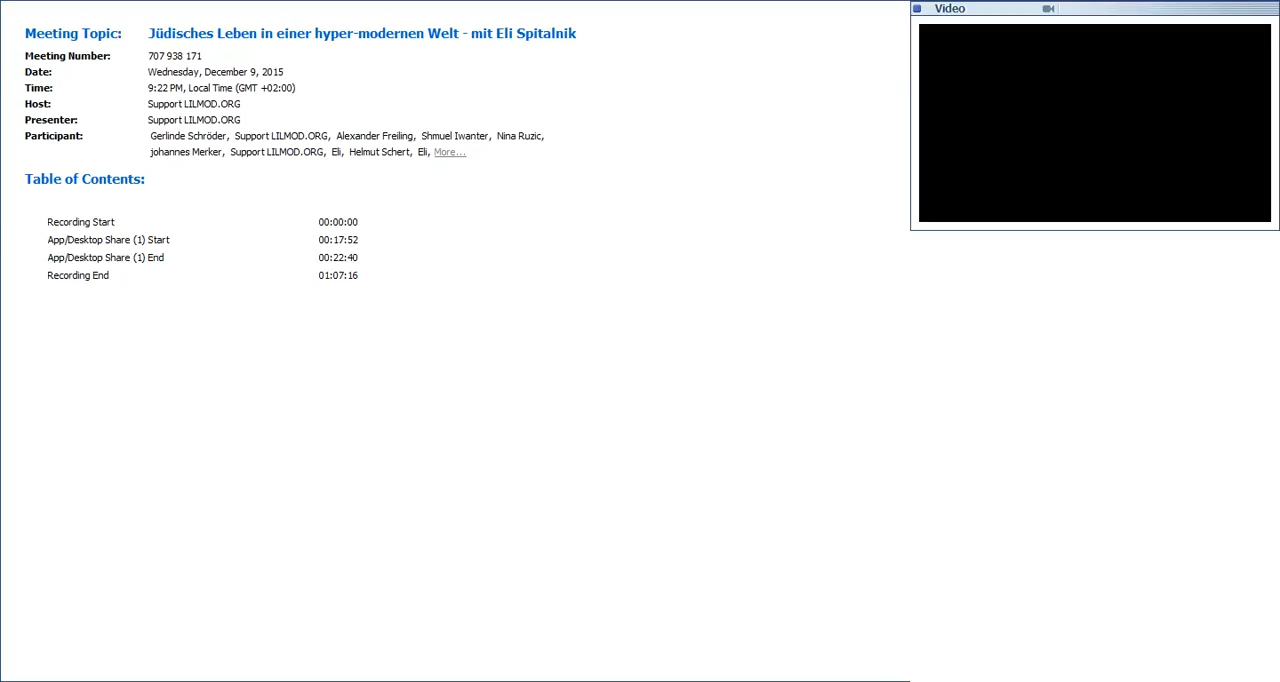 Meeting Topic: Jüdisches Leben in einer hyper-modernen Welt - mit Eli Spitalnik
Meeting Number: 707 938 171
Date: Wednesday, December 9, 2015
Time: 9:22 PM, Local Time (GMT +02:00)
Host: Support LILMOD.ORG
Presenter: Support LILMOD.ORG
Participant: Gerlinde Schröder, Support LILMOD.ORG, Alexander Freiling, Shmuel Iwanter, Nina Ruzic,
johannes Merker, Support LILMOD.ORG, Eli, Helmut Schert, Eli, More...
Table of Contents:
Recording Start 00:00:00
App/Desktop Share (1) Start 00:17:52
App/Desktop Share (1) End 00:22:40
Recording End 01:07:16
Video